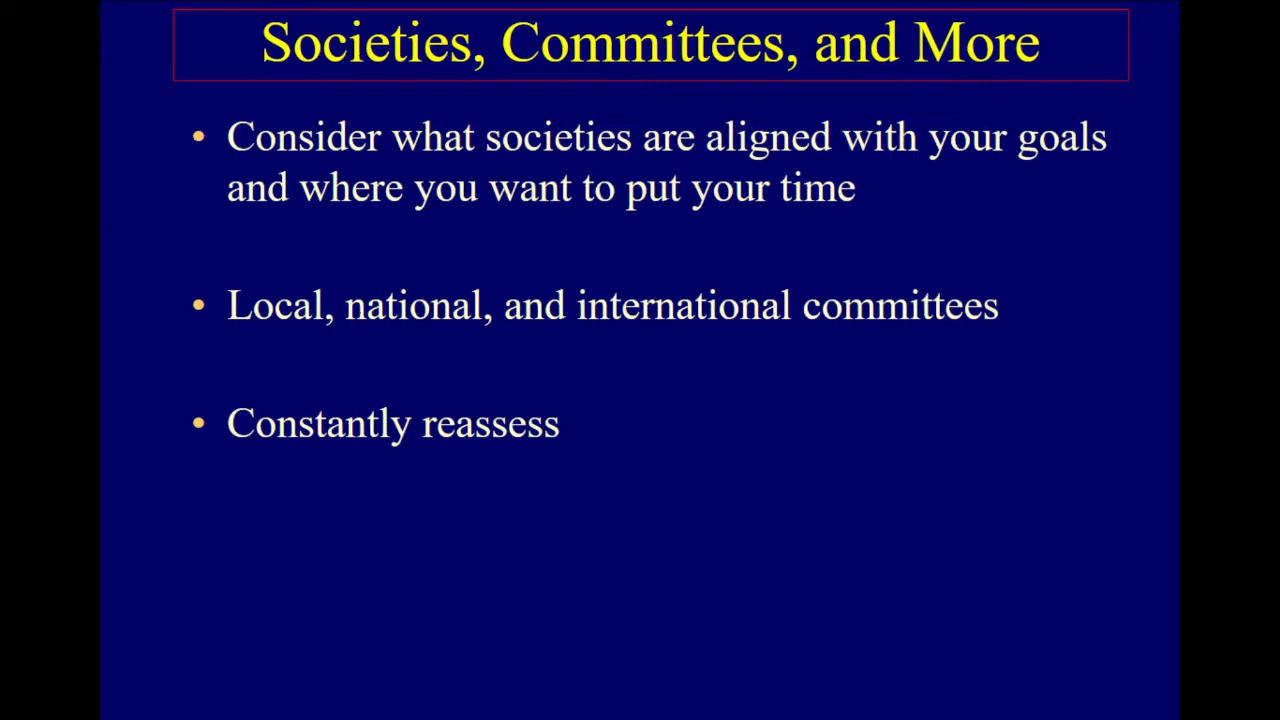 Societies, Committees, and More
• Consider what societies are aligned with your goals
and where you want to put your time
• Local, national, and international committees
• Constantly reassess